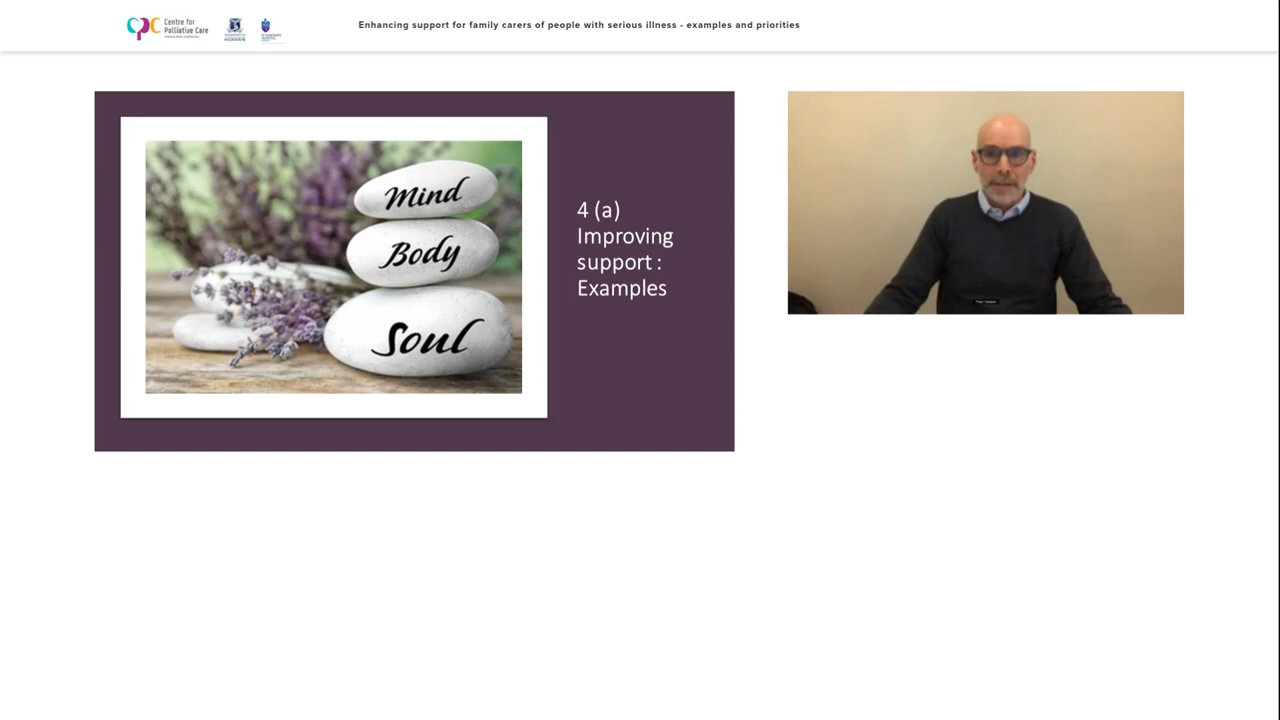 Centre for
Palliative Care
Enhancing support for family carers of people with serious illness - examples and priorities
Mind
Body
Soul
4 (a)
Improving
support :
Examples